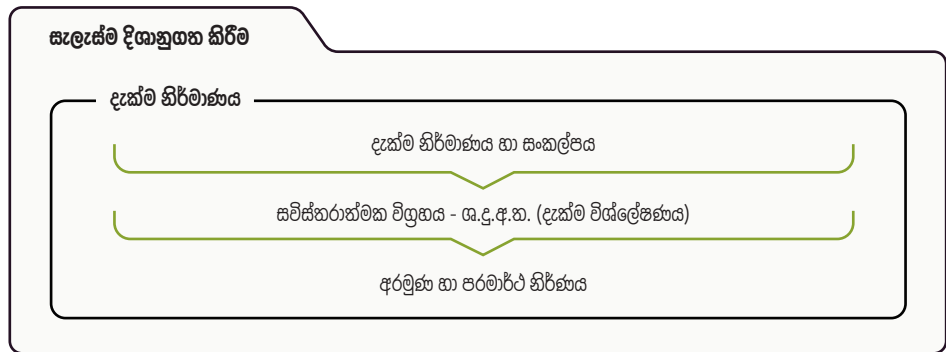 සැලැස්ම දිශානුගත කිරීම
දැක්ම නිර්මාණය
දැක්ම නිර්මාණය හා සංකල්පය
සවිස්තරාත්මක විග්‍රහය - ශ.දු.අ.ත. (දැක්ම විශ්ලේෂණය)
අරමුණ හා පරමාර්ථ නිර්ණය